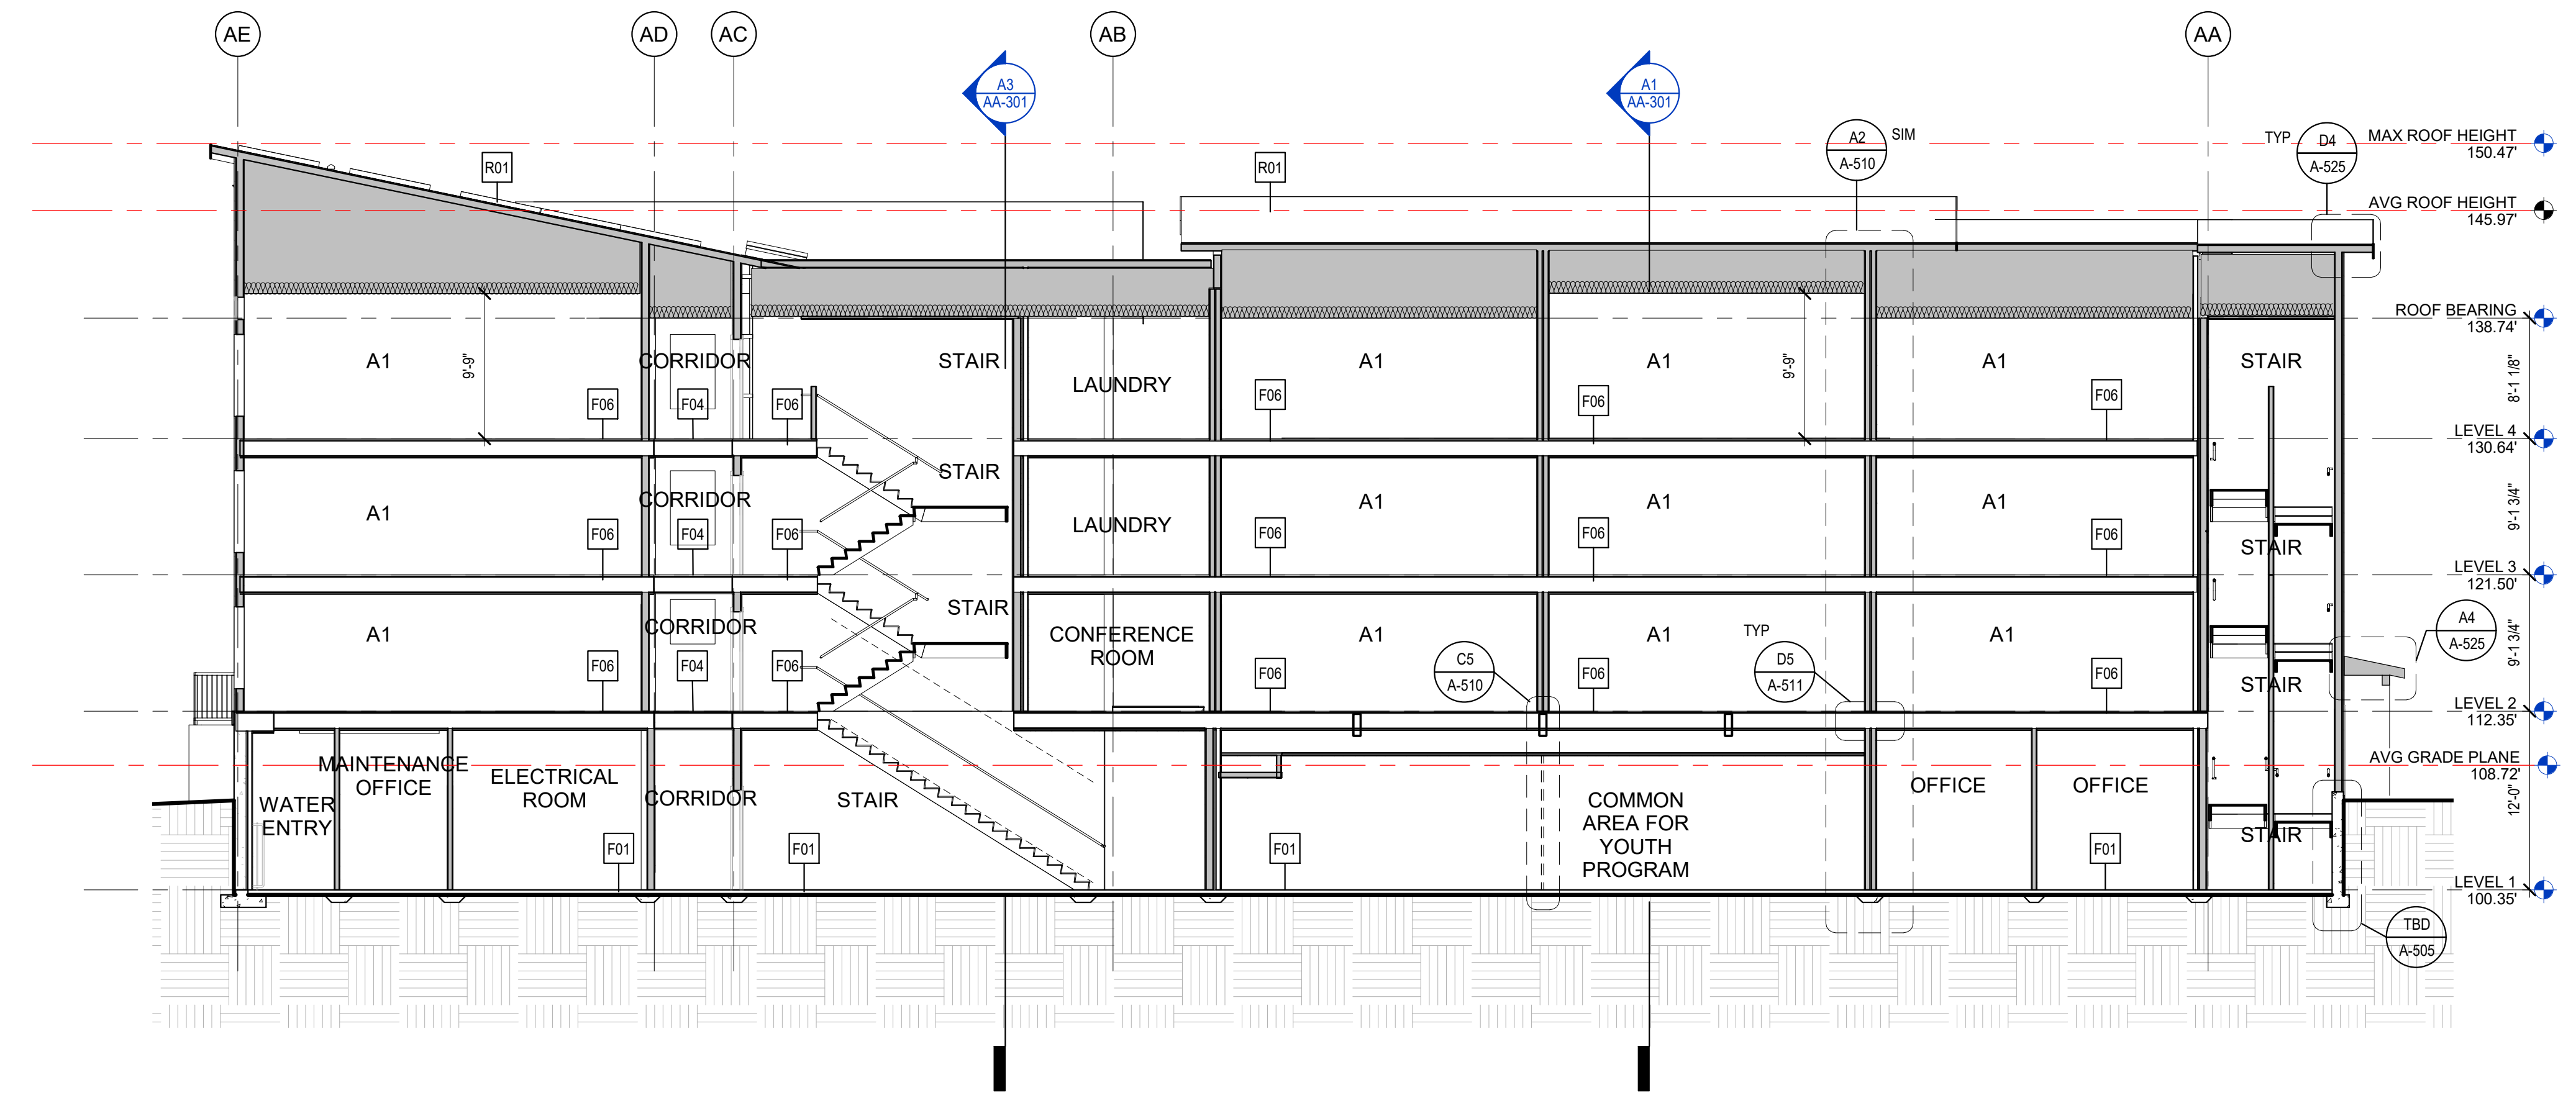 AE
AD
AC
AB
AA
A3
AA-301
A1
AA-301
A2
A-510
SIM
TYP
D4
A-525
MAX ROOF HEIGHT
150.47'
R01
R01
AVG ROOF HEIGHT
145.97'
ROOF BEARING
138.74'
A1
9'-9"
CORRIDOR
STAIR
LAUNDRY
A1
A1
9'-9"
A1
STAIR
8'-1 1/8"
F06
F04
F06
F06
F06
F06
LEVEL 4
130.64'
STAIR
A1
CORRIDOR
LAUNDRY
A1
A1
A1
9'-1 3/4"
F06
F04
F06
F06
F06
F06
STAIR
LEVEL 3
121.50'
A1
CORRIDOR
STAIR
CONFERENCE
ROOM
A1
A1
TYP
A1
A4
A-525
9'-1 3/4"
F06
F04
F06
F06
C5
A-510
F06
D5
A-511
F06
STAIR
LEVEL 2
112.35'
AVG GRADE PLANE
108.72'
MAINTENANCE
OFFICE
ELECTRICAL
ROOM
WATER
ENTRY
CORRIDOR
STAIR
COMMON
AREA FOR
YOUTH
PROGRAM
OFFICE
OFFICE
12'-0"
STAIR
F01
F01
F01
F01
LEVEL 1
100.35'
TBD
A-505